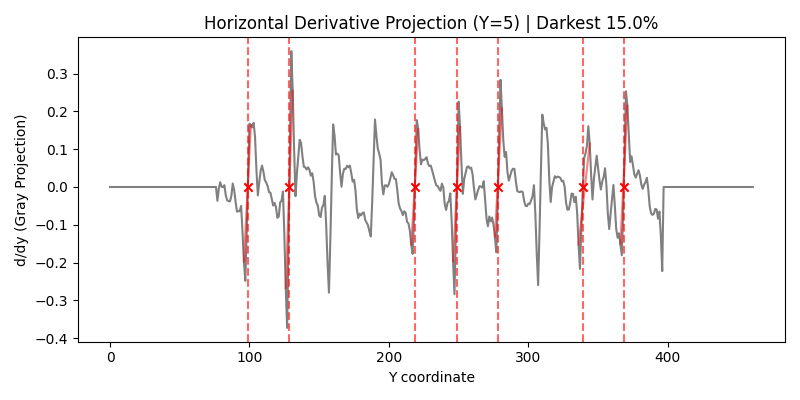 Horizontal Derivative Projection (Y=5) | Darkest 15.0%
0.3
0.2
0.1
0.0
−0.1
−0.2
−0.3
−0.4
d/dy (Gray Projection)
0 100 200 300 400
Y coordinate